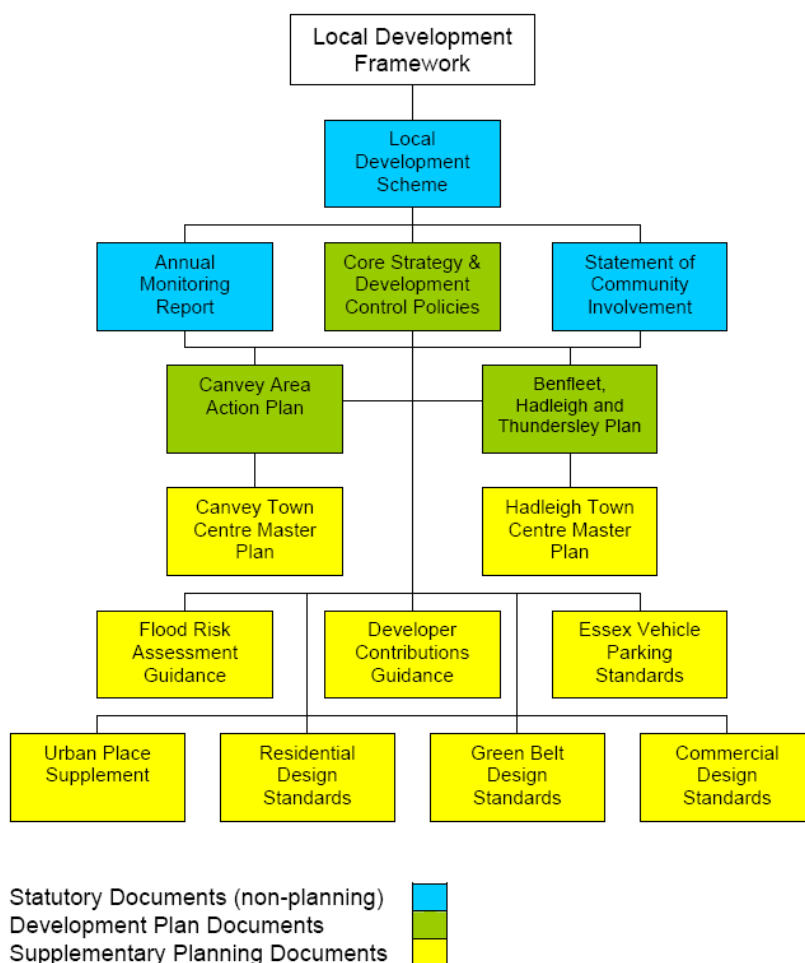 Local Development
Framework
Local
Development
Scheme
Annual
Monitoring
Report
Core Strategy &
Development
Control Policies
Statement of
Community
Involvement
Canvey Area
Action Plan
Benfleet,
Hadleigh and
Thundersley Plan
Canvey Town
Centre Master
Plan
Hadleigh Town
Centre Master
Plan
Flood Risk
Assessment
Guidance
Developer
Contributions
Guidance
Essex Vehicle
Parking
Standards
Urban Place
Supplement
Residential
Design
Standards
Green Belt
Design
Standards
Commercial
Design
Standards
Statutory Documents (non-planning)
Development Plan Documents
Supplementary Planning Documents